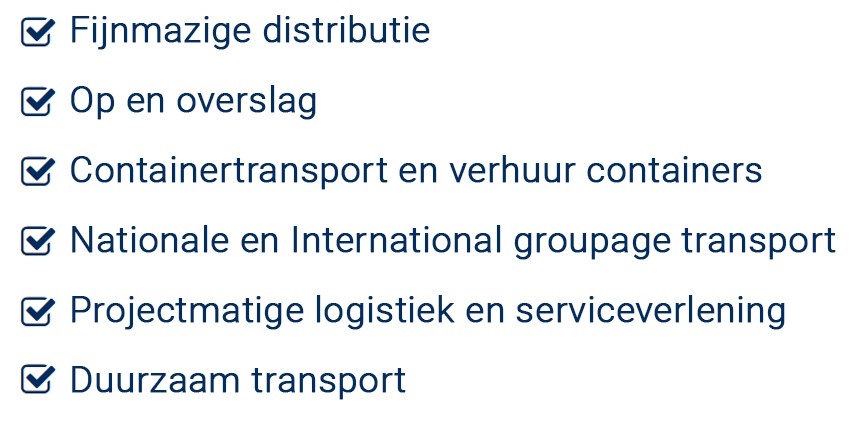 Fijnmazige distributie
Op en overslag
Containertransport en verhuur containers
Nationale en International groupage transport
Projectmatige logistiek en serviceverlening
Duurzaam transport